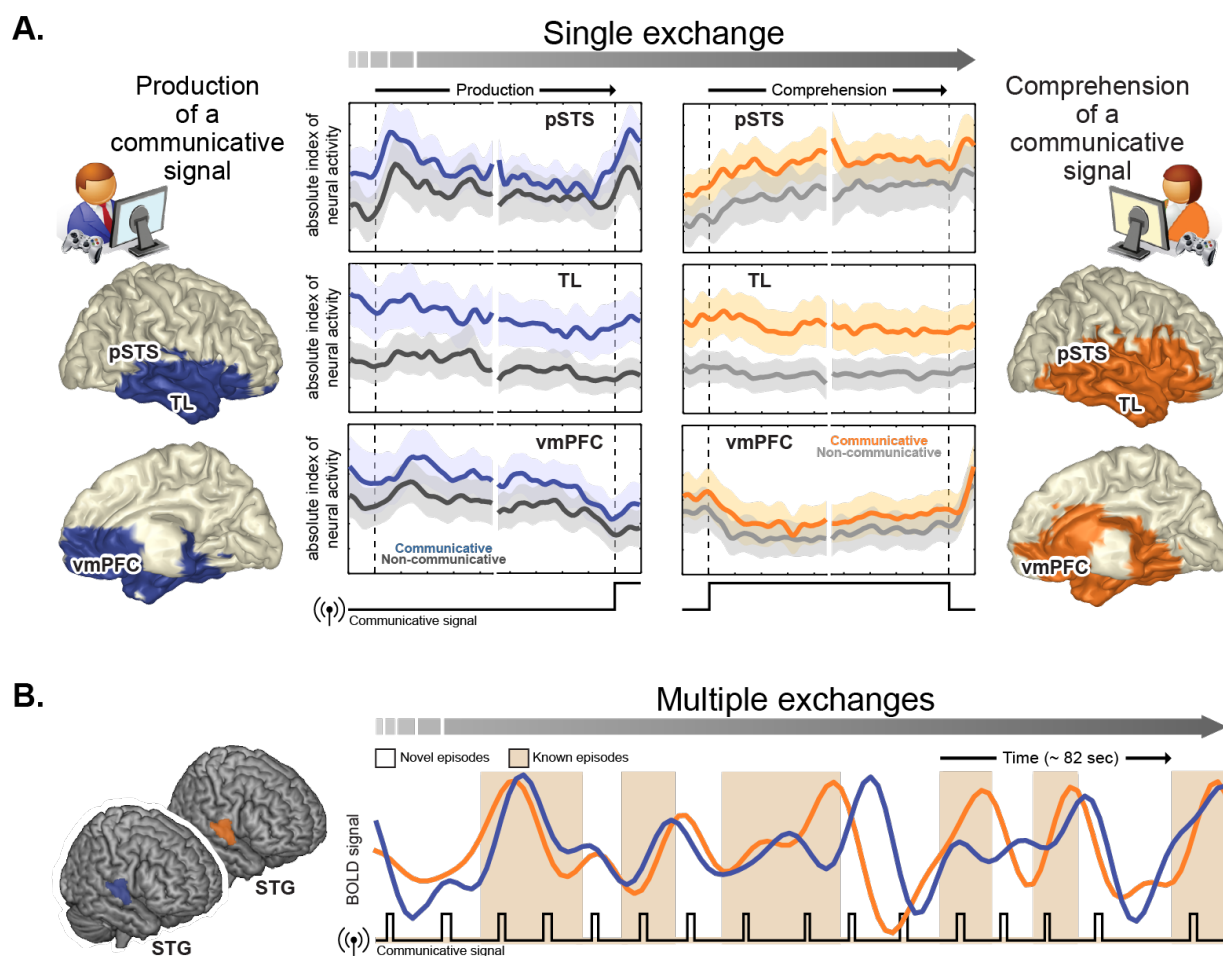 A.
Single exchange
Production
of a
communicative
signal
Production
Comprehension
Comprehension
of a
communicative
signal
absolute index of
neural activity
pSTS
pSTS
absolute index of
neural activity
TL
TL
pSTS
TL
pSTS
TL
absolute index of
neural activity
vmPFC
Communicative
Non-communicative
vmPFC
Communicative
Non-communicative
vmPFC
vmPFC
Communicative signal
B.
Multiple exchanges
Novel episodes
Known episodes
Time (~ 82 sec)
BOLD signal
STG
STG
Communicative signal